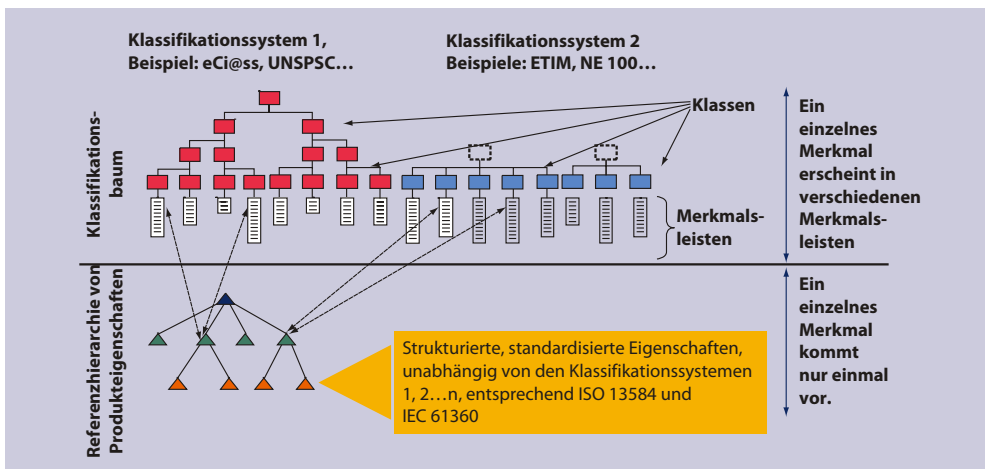 Klassifikationssystem 1,
Beispiel: eCi@ss, UNSPSC...
Klassifikationssystem 2
Beispiele: ETIM, NE 100...
Klassifikations-
baum
Klassen
Merkmals-
leisten
Ein
einzelnes
Merkmal
erscheint in
verschiedenen
Merkmals-
leisten
Referenzhierarchie von
Produkteigenschaften
Strukturierte, standardisierte Eigenschaften,
unabhängig von den Klassifikationssystemen
1, 2...n, entsprechend ISO 13584 und
IEC 61360
Ein
einzelnes
Merkmal
kommt
nur einmal
vor.